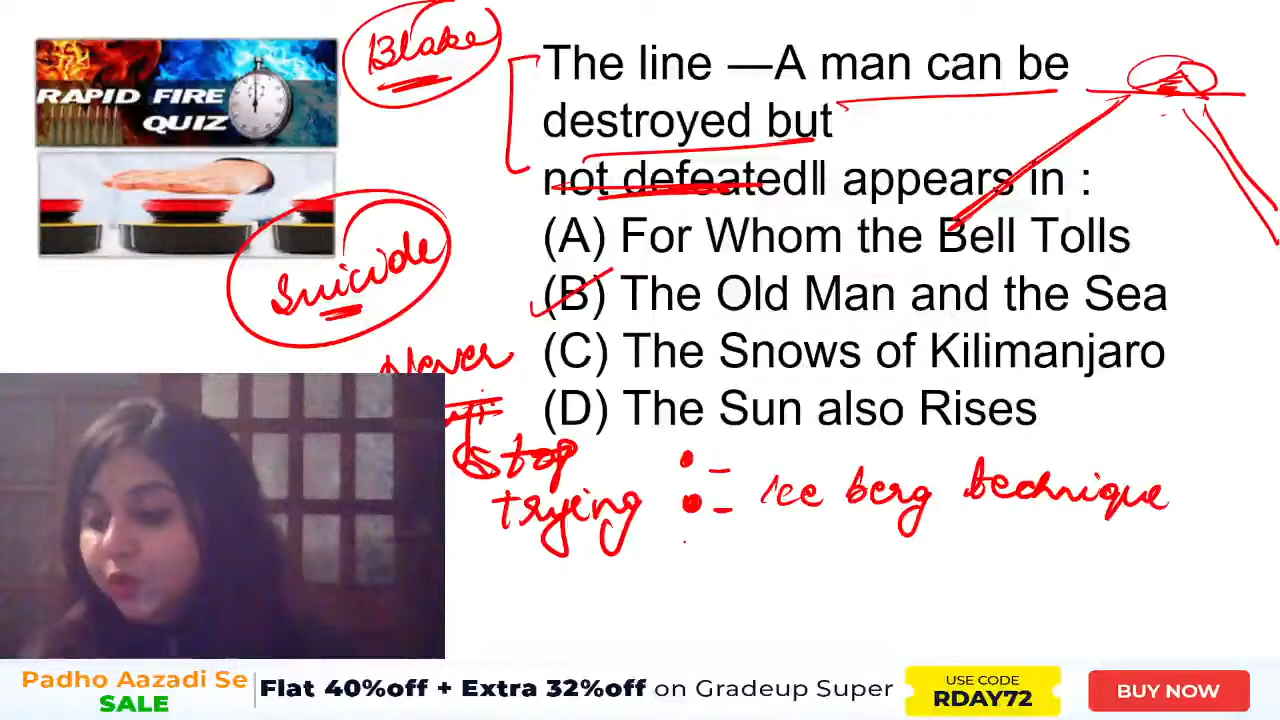 RAPID FIRE
QUIZ
Blake
Suicide
The line —A man can be
destroyed but
not defeated‖ appears in :
(A) For Whom the Bell Tolls
(B) The Old Man and the Sea
(C) The Snows of Kilimanjaro
(D) The Sun also Rises
Never
Stop
trying
Ice berg technique
Padho Aazadi Se
SALE
Flat 40%off + Extra 32%off on Gradeup Super
USE CODE
RDAY72
BUY NOW